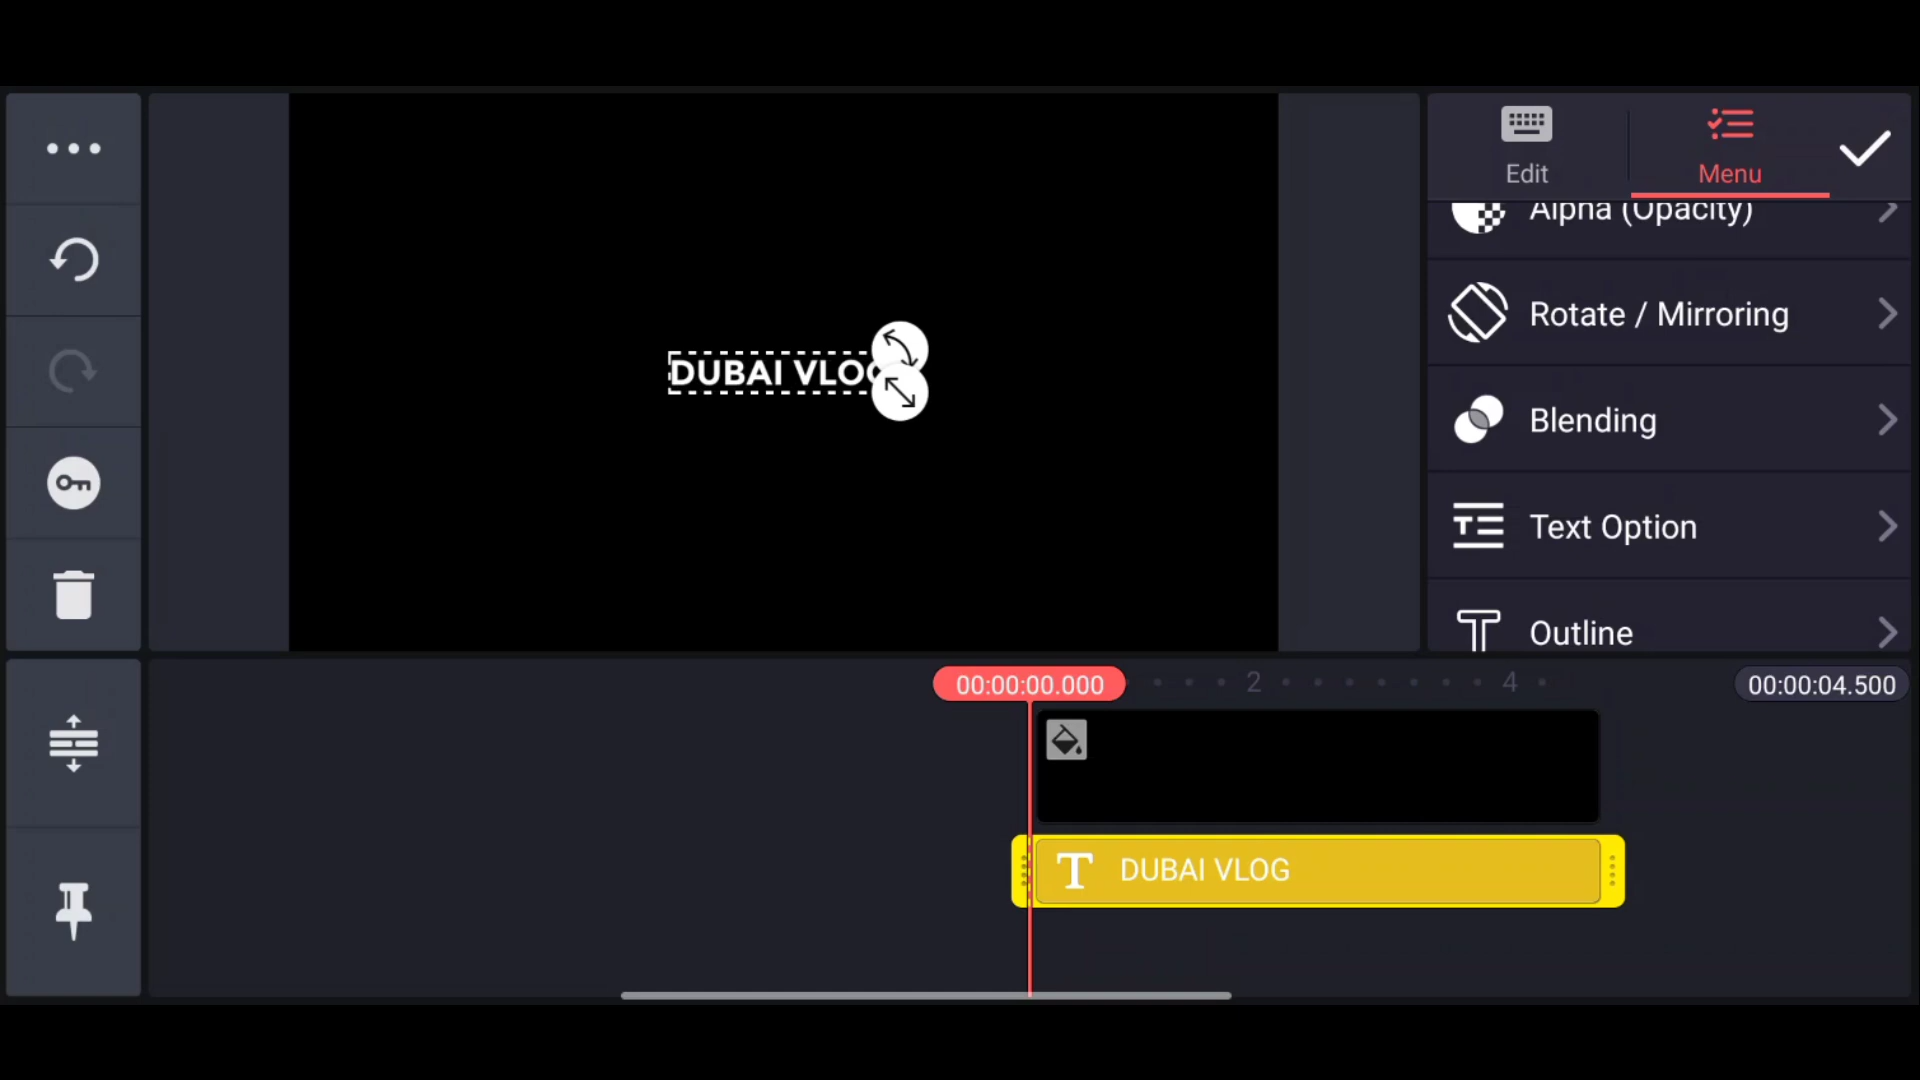 Edit
Menu
Alpha (Opacity)
Rotate / Mirroring
Blending
Text Option
Outline
DUBAI VLOG
00:00:00.000
2
4
00:00:04.500
T DUBAI VLOG